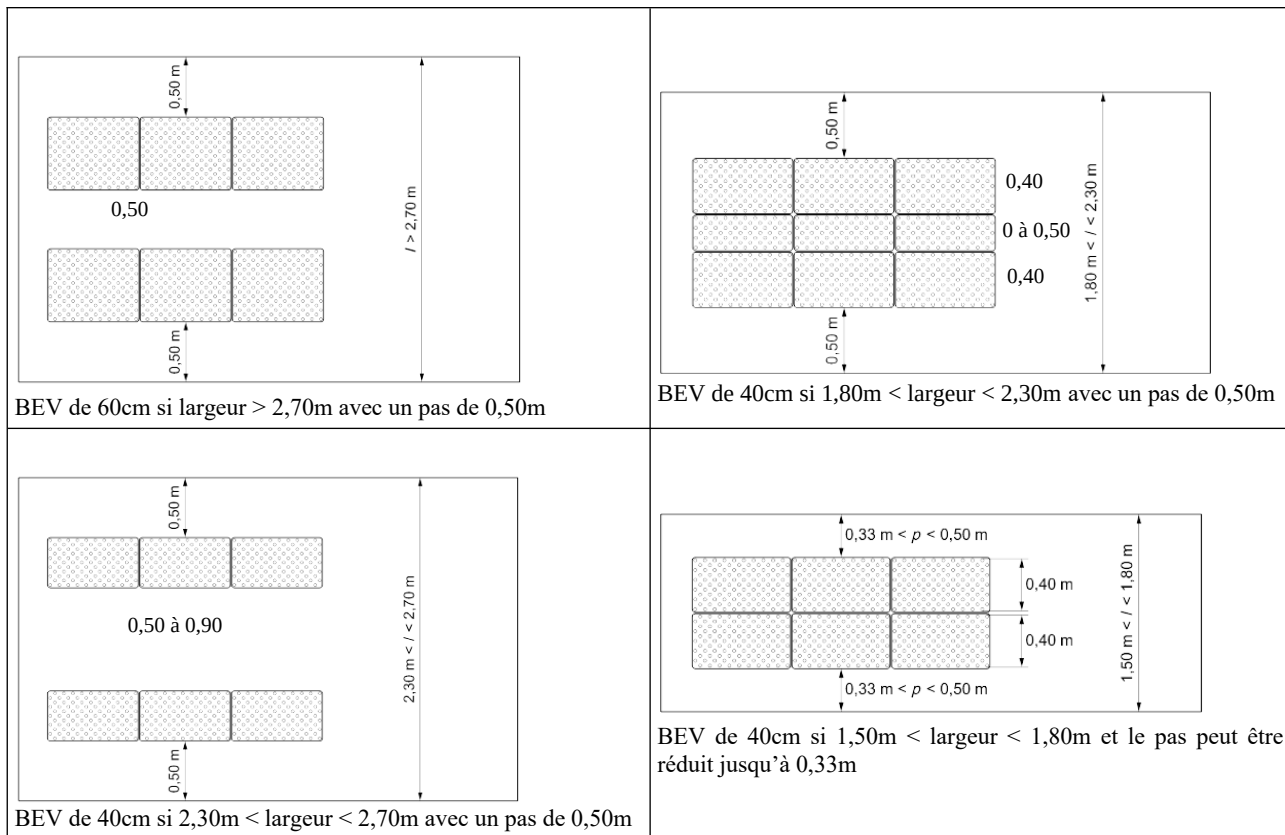 0,50 m
0,50
l > 2,70 m
0,50 m
BEV de 60cm si largeur > 2,70m avec un pas de 0,50m
0,50 m
0,40
0 à 0,50
0,40
1,80 m < l < 2,30 m
0,50 m
BEV de 40cm si 1,80m < largeur < 2,30m avec un pas de 0,50m
0,50 m
0,50 à 0,90
2,30 m < l < 2,70 m
0,50 m
BEV de 40cm si 2,30m < largeur < 2,70m avec un pas de 0,50m
0,33 m < p < 0,50 m
0,40 m
0,40 m
1,50 m < l < 1,80 m
0,33 m < p < 0,50 m
BEV de 40cm si 1,50m < largeur < 1,80m et le pas peut être
réduit jusqu’à 0,33m